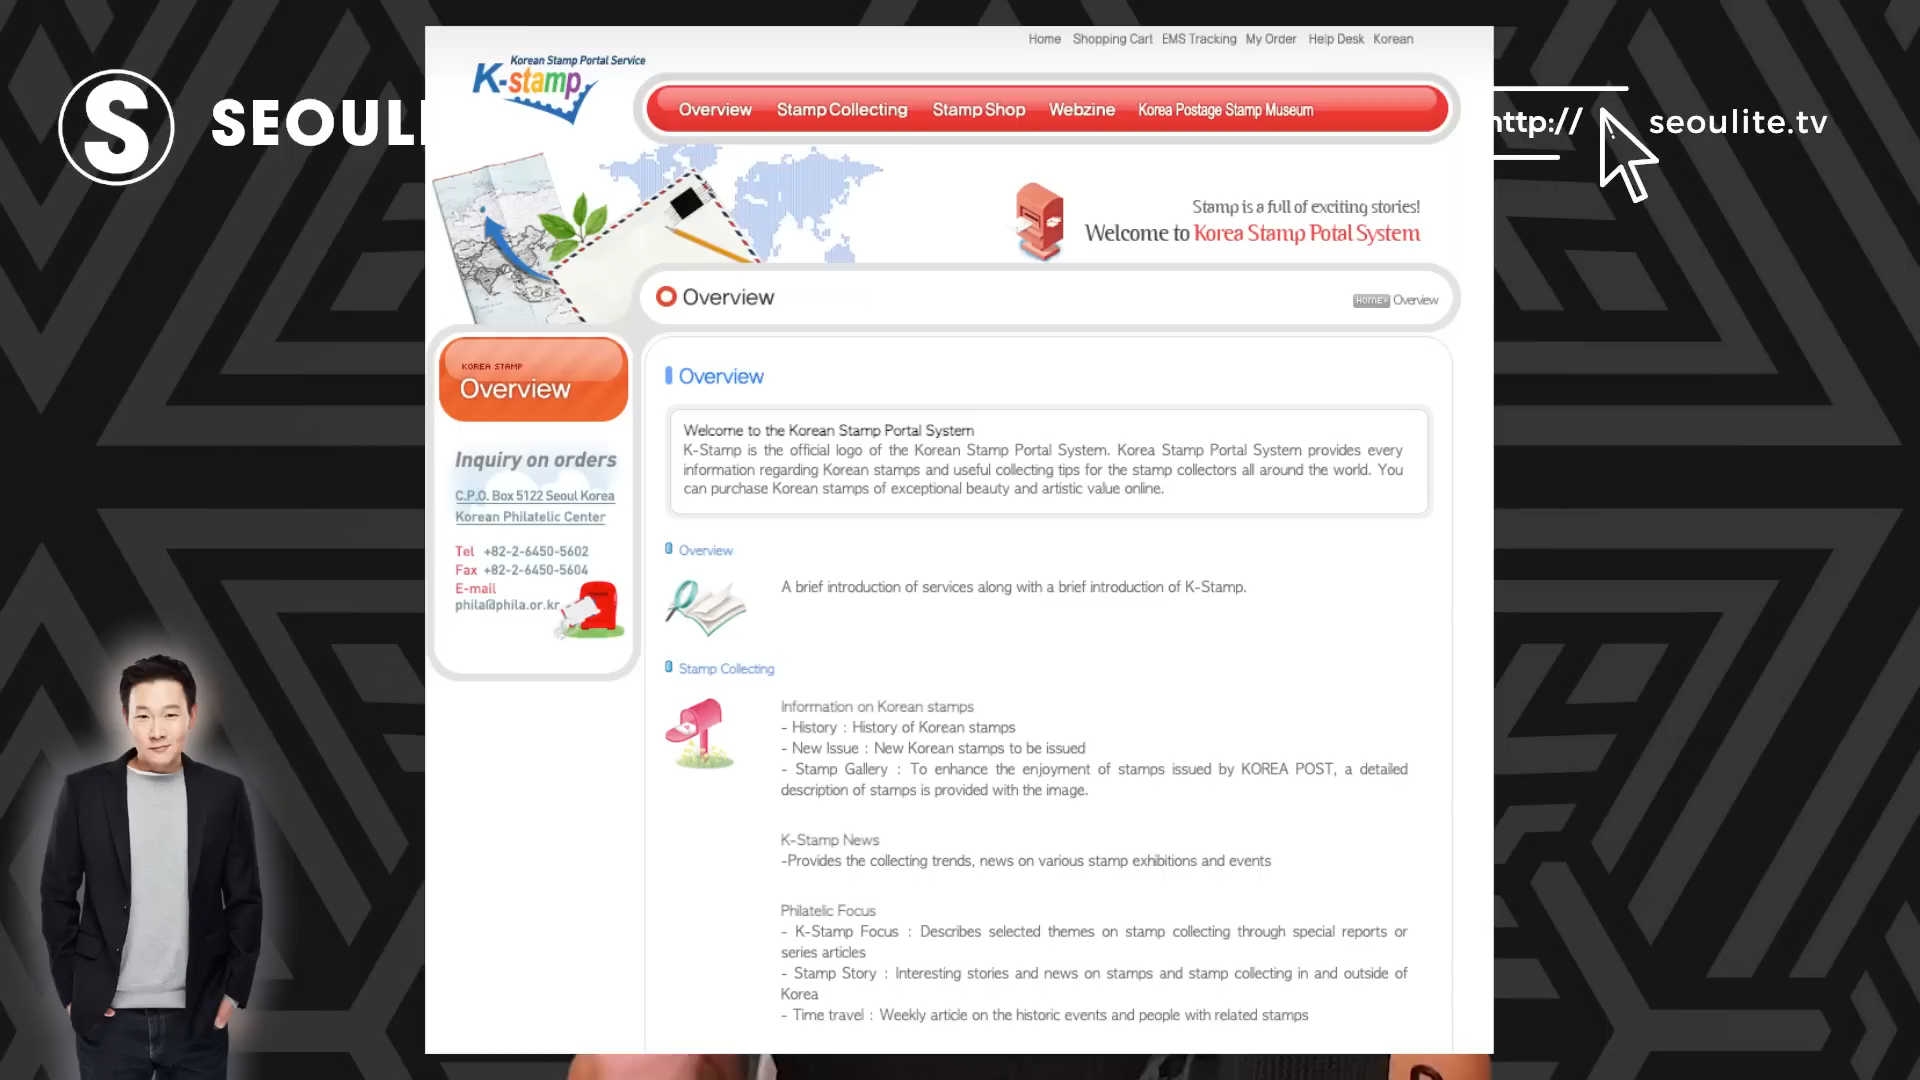 Home Shopping Cart EMS Tracking My Order Help Desk Korean
Korean Stamp Portal Service
K-stamp
Overview Stamp Collecting Stamp Shop Webzine Korea Postage Stamp Museum
S SEOUL
http:// seoulite.tv
Stamp is a full of exciting stories!
Welcome to Korea Stamp Potal System
Overview
HOME Overview
KOREA STAMP
Overview
Inquiry on orders
C.P.O. Box 5122 Seoul Korea
Korean Philatelic Center
Tel +82-2-6450-5602
Fax +82-2-6450-5604
E-mail
phila@phila.or.kr
Overview
Welcome to the Korean Stamp Portal System
K-Stamp is the official logo of the Korean Stamp Portal System. Korea Stamp Portal System provides every
information regarding Korean stamps and useful collecting tips for the stamp collectors all around the world. You
can purchase Korean stamps of exceptional beauty and artistic value online.
Overview
A brief introduction of services along with a brief introduction of K-Stamp.
Stamp Collecting
Information on Korean stamps
- History : History of Korean stamps
- New Issue : New Korean stamps to be issued
- Stamp Gallery : To enhance the enjoyment of stamps issued by KOREA POST, a detailed
description of stamps is provided with the image.
K-Stamp News
-Provides the collecting trends, news on various stamp exhibitions and events
Philatelic Focus
- K-Stamp Focus : Describes selected themes on stamp collecting through special reports or
series articles
- Stamp Story : Interesting stories and news on stamps and stamp collecting in and outside of
Korea
- Time travel : Weekly article on the historic events and people with related stamps